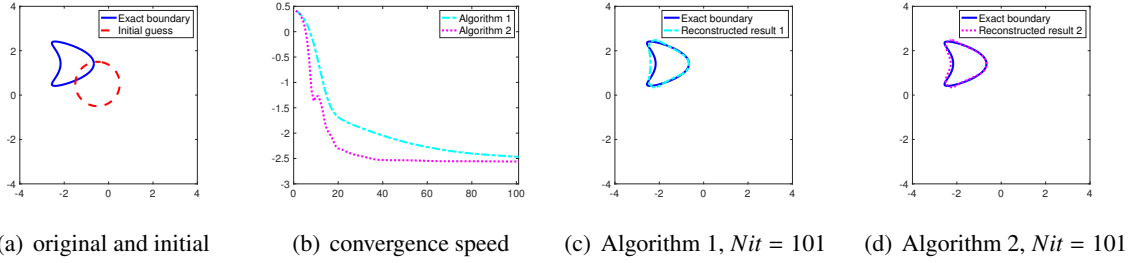 4
2
0
-2
-4
-4 -2 0 2 4
Exact boundary
Initial guess
0.5
0
-0.5
-1
-1.5
-2
-2.5
-3
0 20 40 60 80 100
Algorithm 1
Algorithm 2
4
2
0
-2
-4
-4 -2 0 2 4
Exact boundary
Reconstructed result 1
4
2
0
-2
-4
-4 -2 0 2 4
Exact boundary
Reconstructed result 2
a) original and initial
(b) convergence speed
(c) Algorithm 1, Nit = 101
(d) Algorithm 2, Nit = 101